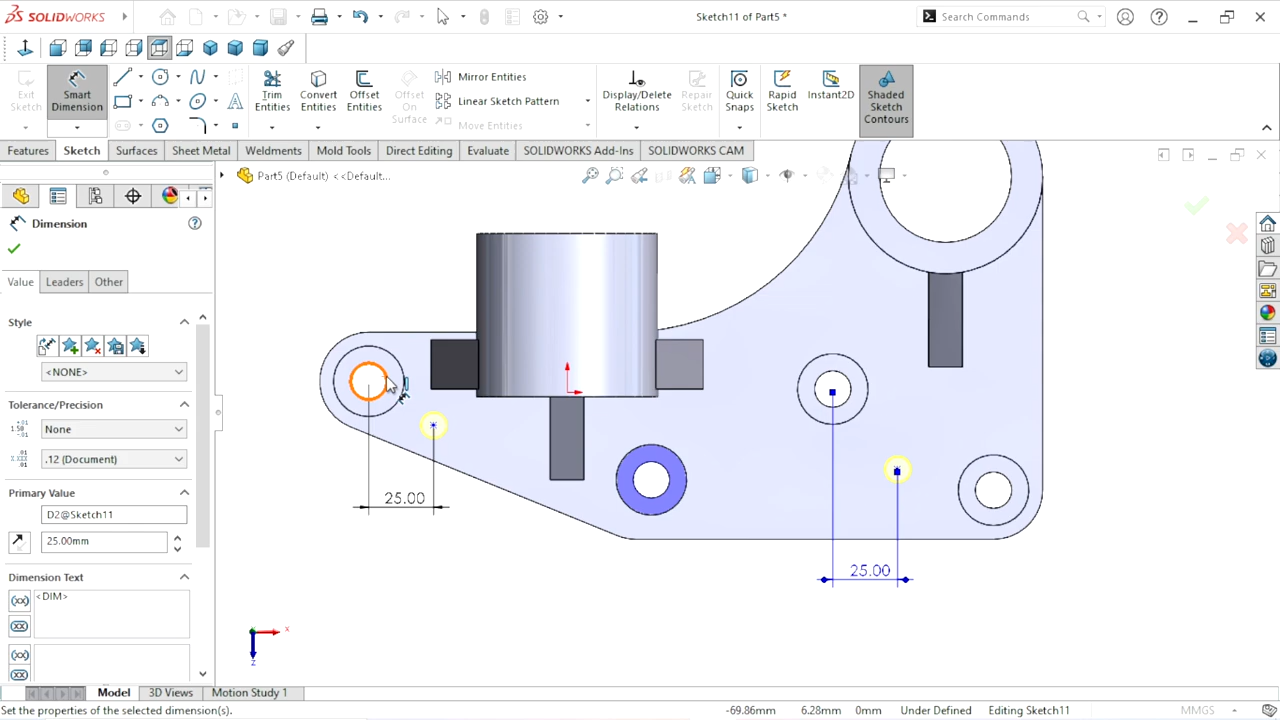 SOLIDWORKS
Sketch11 of Part5 *
Search Commands
Exit Sketch
Smart Dimension
Trim Entities
Convert Entities
Offset Entities
Offset On Surface
Mirror Entities
Linear Sketch Pattern
Move Entities
Display/Delete Relations
Repair Sketch
Quick Snaps
Rapid Sketch
Instant2D
Shaded Sketch Contours
Features
Sketch
Surfaces
Sheet Metal
Weldments
Mold Tools
Direct Editing
Evaluate
SOLIDWORKS Add-Ins
SOLIDWORKS CAM
Part5 (Default) <<Default...
Dimension
Value
Leaders
Other
Style
<NONE>
Tolerance/Precision
None
.12 (Document)
Primary Value
D2@Sketch11
25.00mm
Dimension Text
<DIM>
25.00
25.00
x
z
Model
3D Views
Motion Study 1
Set the properties of the selected dimension(s).
-69.86mm
6.28mm
0mm
Under Defined
Editing Sketch11
MMGS